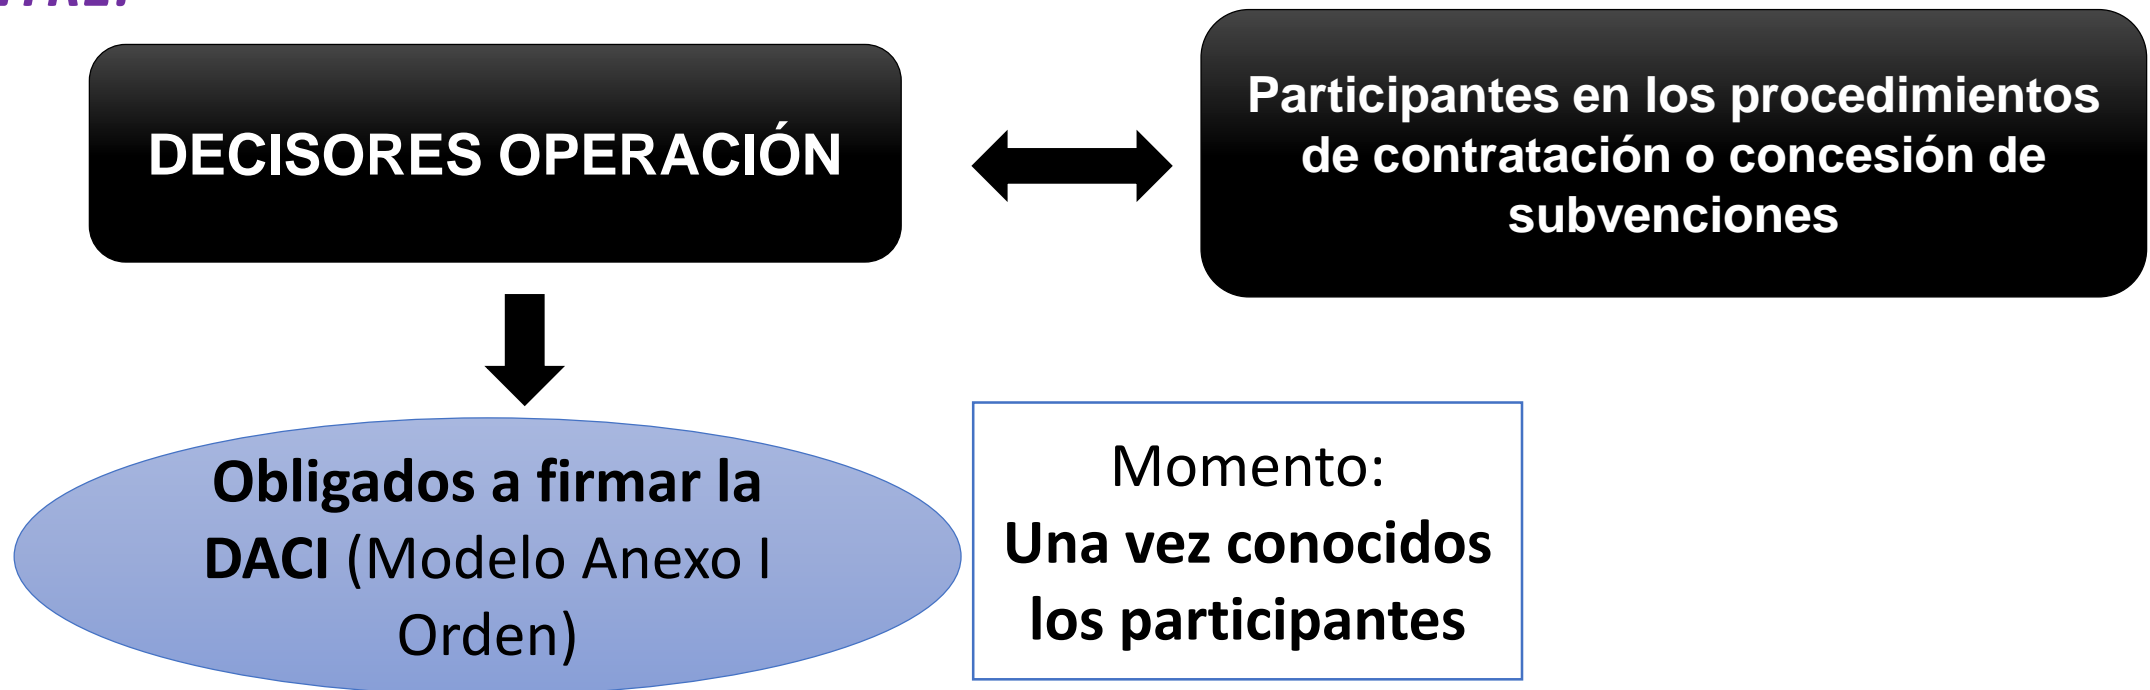 DECISORES OPERACIÓN
Participantes en los procedimientos
de contratación o concesión de
subvenciones
Obligados a firmar la
DACI (Modelo Anexo I
Orden)
Momento:
Una vez conocidos
los participantes